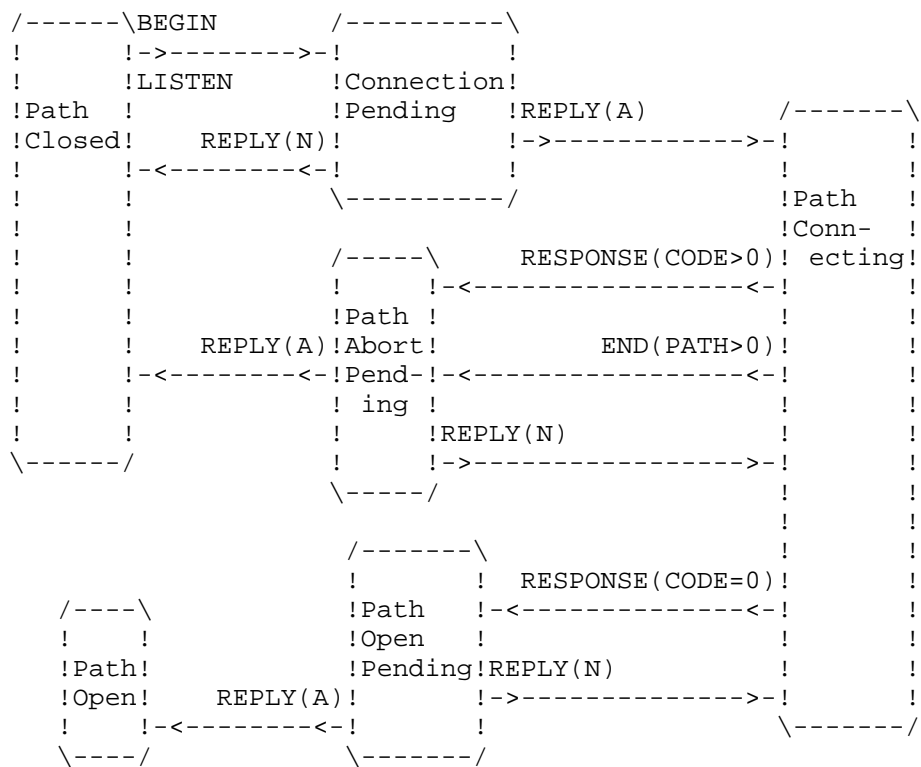 /------\BEGIN        /----------\
!      !->-------->-!          !
!      !LISTEN      !Connection!
!Path  !            !Pending   !REPLY(A)        /-------\
!Closed!    REPLY(N)!          !->------------>-!       !
!      !-<--------<-!          !                !       !
!      !            \----------/                !Path   !
!      !                                        !Conn-  !
!      !            /-----\    RESPONSE(CODE>0)! ecting!
!      !            !     !-<-----------------<-!       !
!      !            !Path !                     !       !
!      !    REPLY(A)!Abort!          END(PATH>0)!       !
!      !-<--------<-!Pend-!-<-----------------<-!       !
!      !            ! ing !                     !       !
!      !            !     !REPLY(N)             !       !
\------/            !     !->----------------->-!       !
\-----/                     !       !
!       !
/-------\                  !       !
!       ! RESPONSE(CODE=0)!       !
/----\            !Path   !-<--------------<-!       !
!    !            !Open   !                  !       !
!Path!            !Pending!REPLY(N)          !       !
!Open!    REPLY(A)!       !->-------------->-!       !
!    !-<--------<-!       !                  \-------/
\----/            \-------/